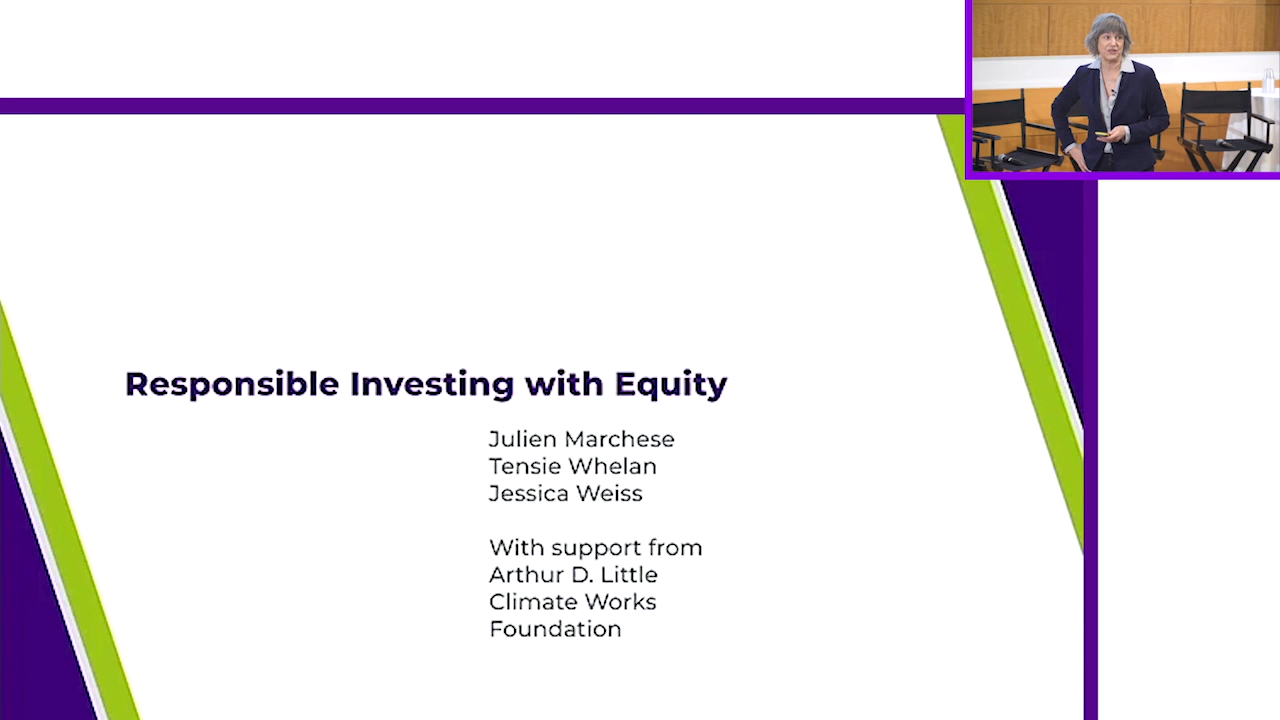 Responsible Investing with Equity
Julien Marchese
Tensie Whelan
Jessica Weiss
With support from
Arthur D. Little
Climate Works
Foundation